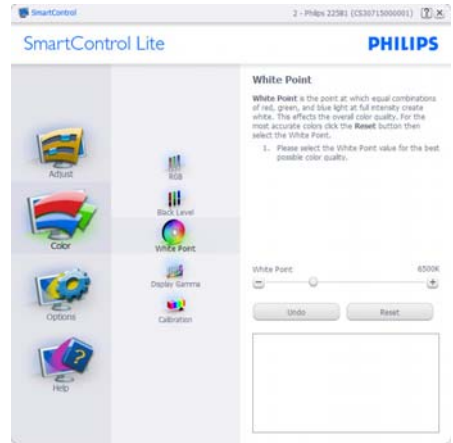 SmartControl
2 - Philips 225B1 (CS30715000001)
SmartControl Lite
PHILIPS
Adjust
Color
Options
Help
RGB
Black Level
White Point
Display Gamma
Calibration
White Point
White Point is the point at which equal combinations
of red, green, and blue light at full intensity create
white. This effects the overall color quality. For the
most accurate colors click the Reset button then
select the White Point.
1. Please select the White Point value for the best
possible color quality.
White Point
6500K
Undo
Reset